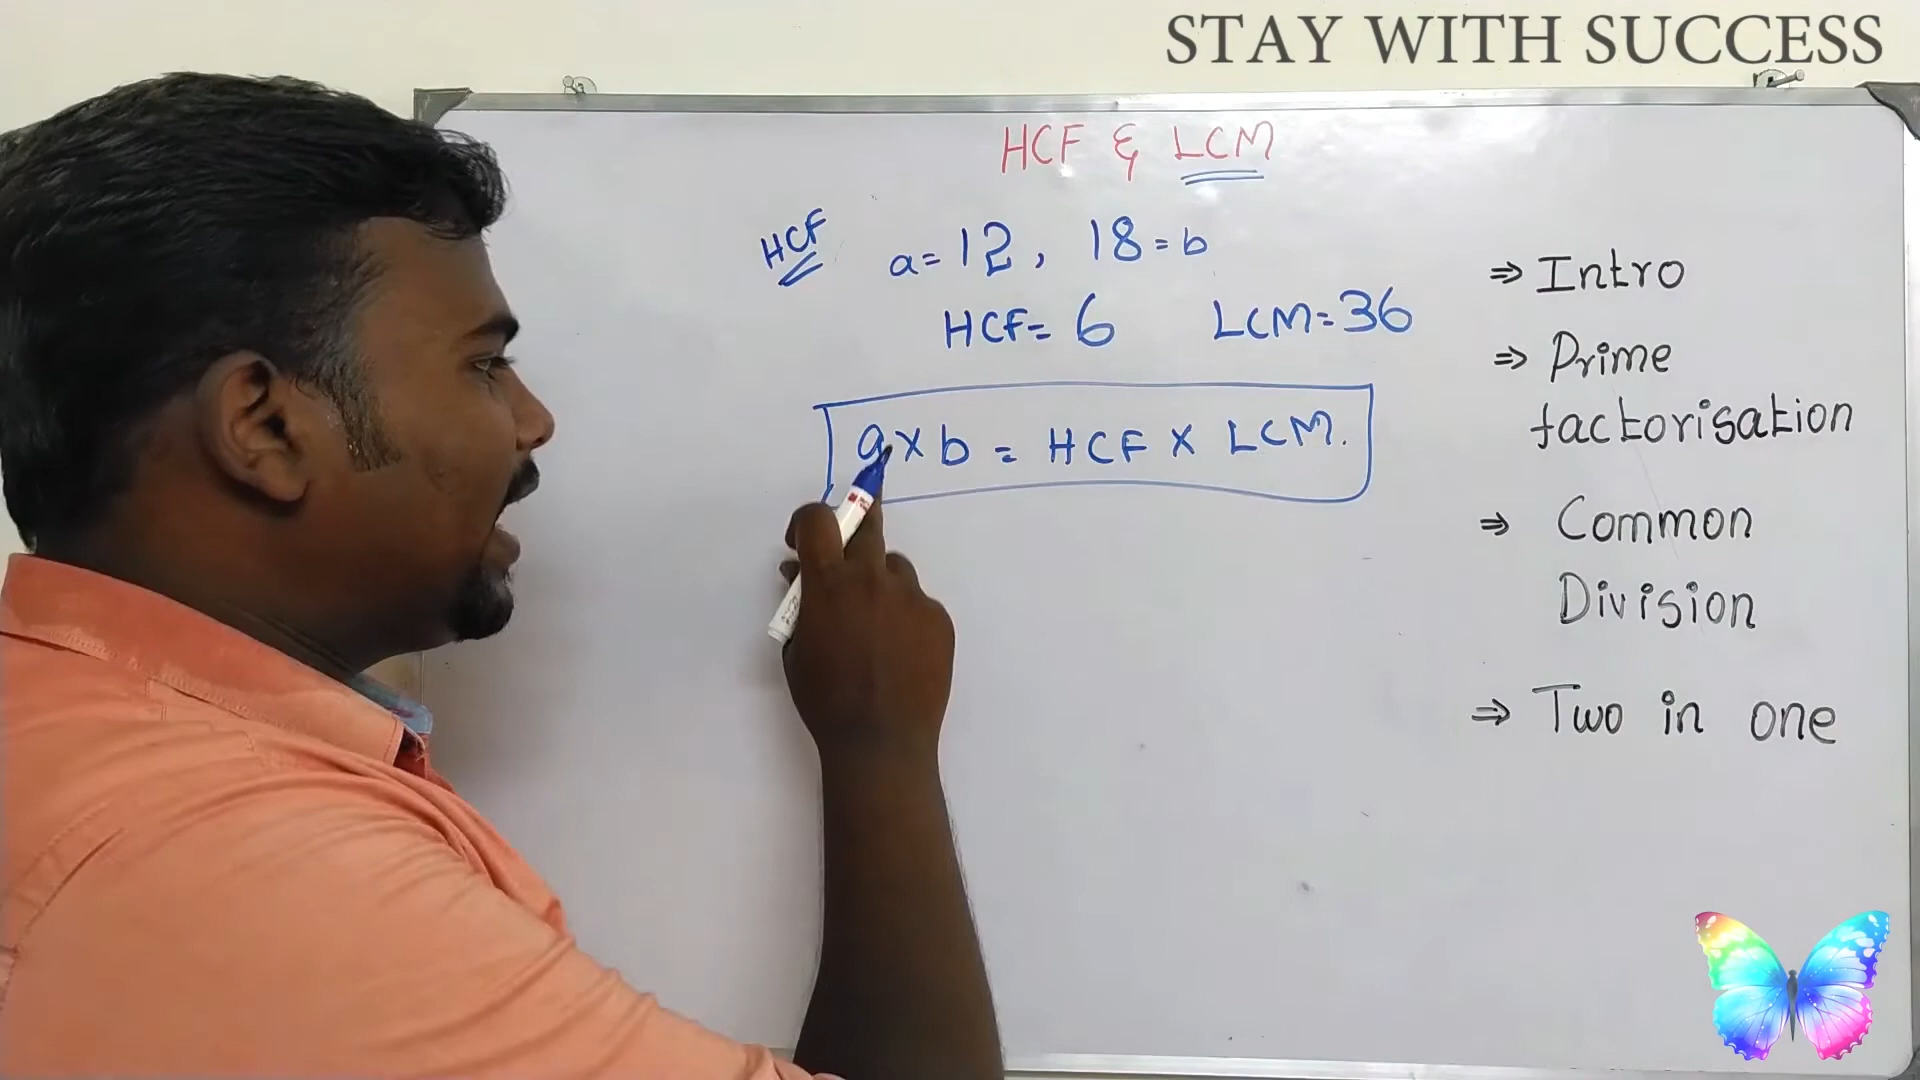 STAY WITH SUCCESS
HCF & LCM
HCF
a=12, 18=b
HCF=6 LCM=36
a×b = HCF × LCM.
⇒ Intro
⇒ Prime
factorisation
⇒ Common
Division
⇒ Two in one